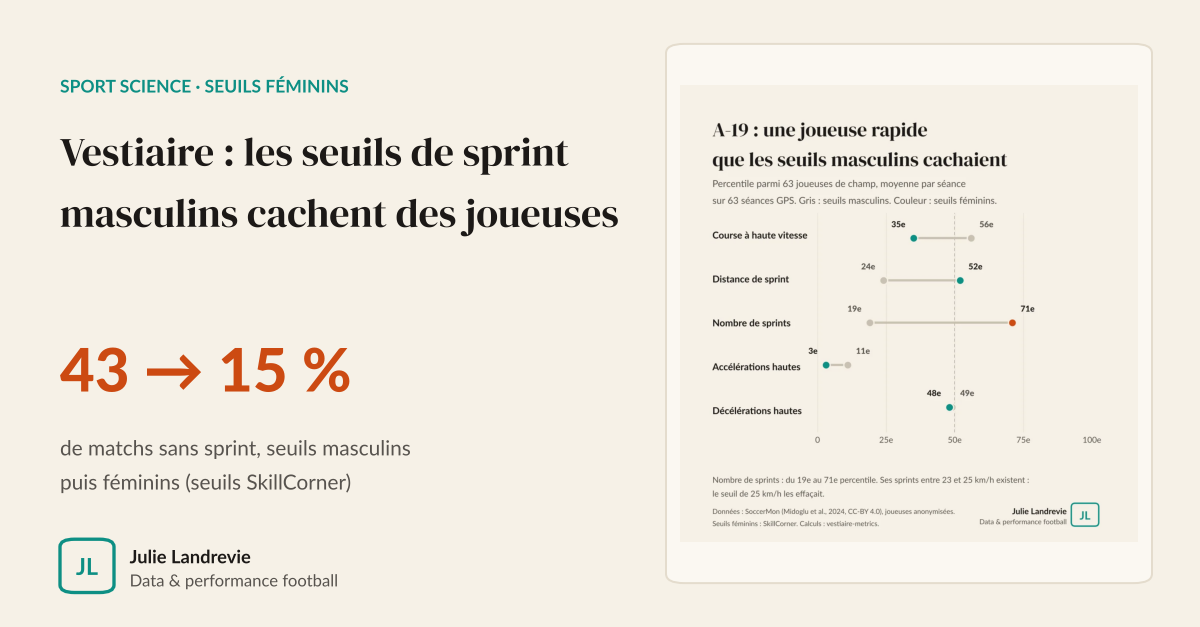 SPORT SCIENCE · SEUILS FÉMININS
Vestiaire : les seuils de sprint
masculins cachent des joueuses
43 → 15 %
de matchs sans sprint, seuils masculins
puis féminins (seuils SkillCorner)
JL
Julie Landrevie
Data & performance football
A-19 : une joueuse rapide
que les seuils masculins cachaient
Percentile parmi 63 joueuses de champ, moyenne par séance
sur 63 séances GPS. Gris : seuils masculins. Couleur : seuils féminins.
35e 56e
Course à haute vitesse
24e 52e
Distance de sprint
19e 71e
Nombre de sprints
3e 11e
Accélérations hautes
48e 49e
Décélérations hautes
0 25e 50e 75e 100e
Nombre de sprints : du 19e au 71e percentile. Ses sprints entre 23 et 25 km/h existent :
le seuil de 25 km/h les effaçait.
Données : SoccerMon (Midoglu et al., 2024, CC-BY 4.0), joueuses anonymisées.
Seuils féminins : SkillCorner. Calculs : vestiaire-metrics.
Julie Landrevie
Data & performance football
JL